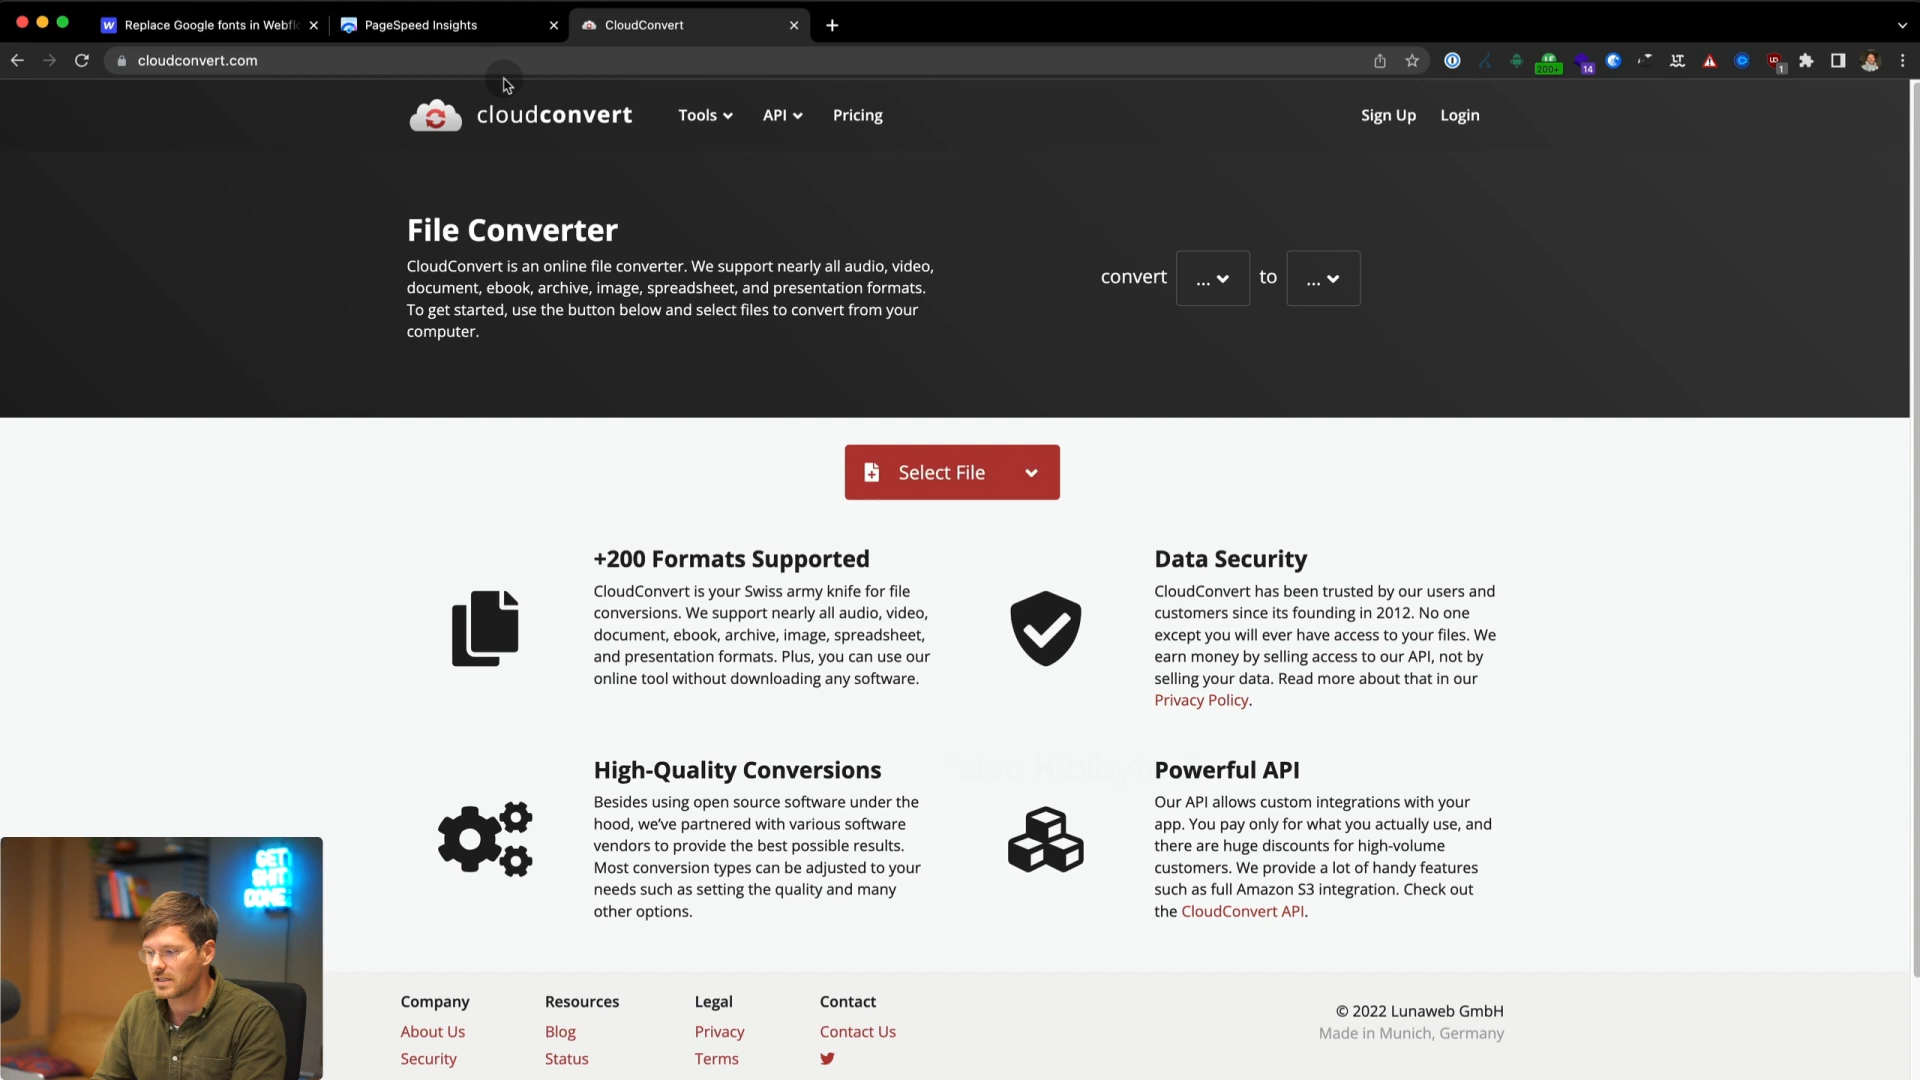 Replace Google fonts in Webfl
PageSpeed Insights
CloudConvert
cloudconvert.com
200+
14
1
cloudconvert
Tools
API
Pricing
Sign Up
Login
File Converter
CloudConvert is an online file converter. We support nearly all audio, video,
document, ebook, archive, image, spreadsheet, and presentation formats.
To get started, use the button below and select files to convert from your
computer.
convert ... to ...
Select File
+200 Formats Supported
CloudConvert is your Swiss army knife for file
conversions. We support nearly all audio, video,
document, ebook, archive, image, spreadsheet,
and presentation formats. Plus, you can use our
online tool without downloading any software.
Data Security
CloudConvert has been trusted by our users and
customers since its founding in 2012. No one
except you will ever have access to your files. We
earn money by selling access to our API, not by
selling your data. Read more about that in our
Privacy Policy.
High-Quality Conversions
Besides using open source software under the
hood, we've partnered with various software
vendors to provide the best possible results.
Most conversion types can be adjusted to your
needs such as setting the quality and many
other options.
Powerful API
Our API allows custom integrations with your
app. You pay only for what you actually use, and
there are huge discounts for high-volume
customers. We provide a lot of handy features
such as full Amazon S3 integration. Check out
the CloudConvert API.
GET
SHIT
DONE
Company
About Us
Security
Resources
Blog
Status
Legal
Privacy
Terms
Contact
Contact Us
© 2022 Lunaweb GmbH
Made in Munich, Germany